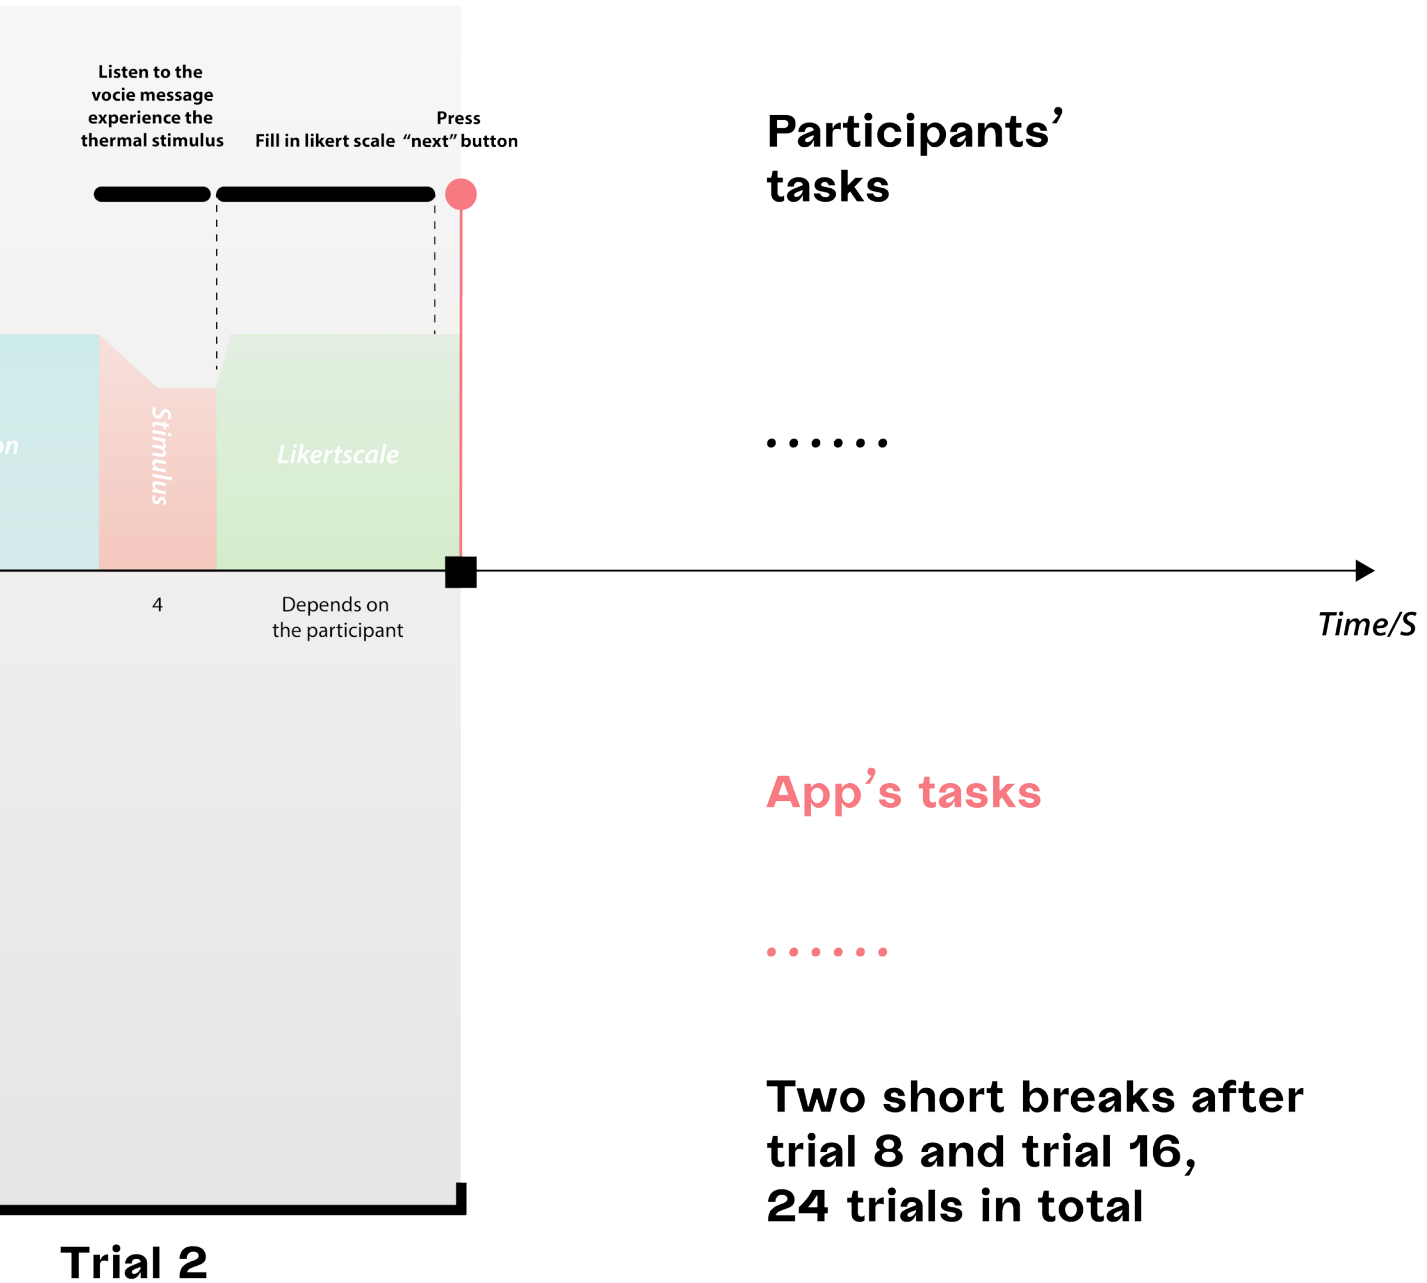 Listen to the
vocie message
experience the
thermal stimulus
Fill in likert scale
Press
“next” button
Participants’
tasks
......
on
Stimulus
Likertscale
4
Depends on
the participant
Time/S
App’s tasks
......
Two short breaks after
trial 8 and trial 16,
24 trials in total
Trial 2